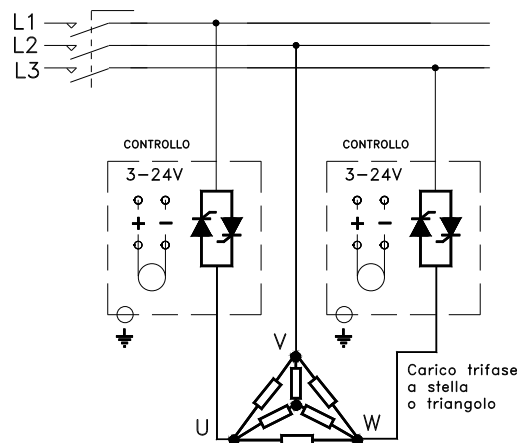 L1
L2
L3
CONTROLLO
3-24V
+ -
CONTROLLO
3-24V
+ -
V
Carico trifase
a stella
o triangolo
U
W